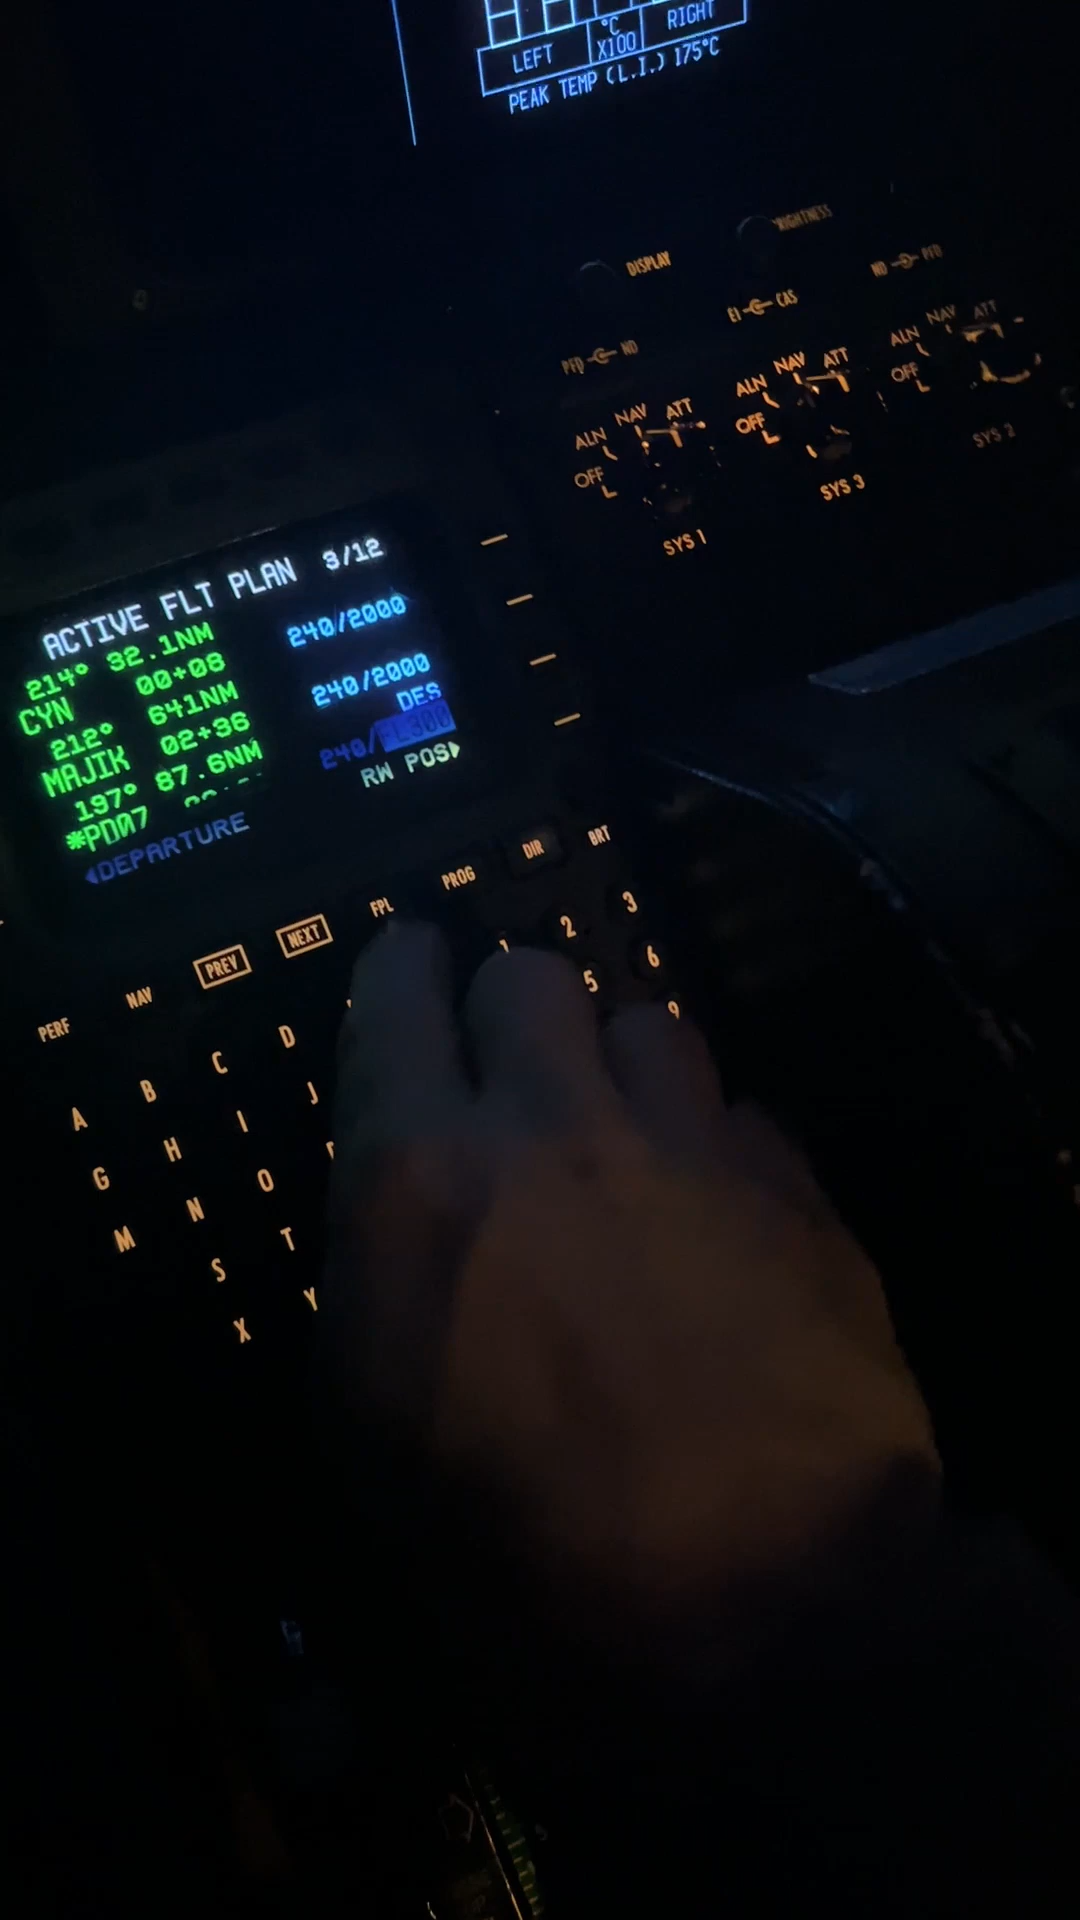 LEFT °C X100 RIGHT
PEAK TEMP (L.I.) 175°C
DISPLAY
PFD ND
EI CAS
ND PFD
OFF ALN NAV ATT
SYS 1
OFF ALN NAV ATT
SYS 3
OFF ALN NAV ATT
SYS 2
ACTIVE FLT PLAN 3/12
214° 32.1NM
CYN 00+08 240/2000
212° 641NM
MAJIK 02+36 240/2000
197° 87.6NM DES
*PD07 240/FL300
DEPARTURE RW POS
PERF NAV PREV NEXT FPL PROG DIR BRT
A B C D
G H I J
M N O
S T
X Y
1 2 3
5 6
9